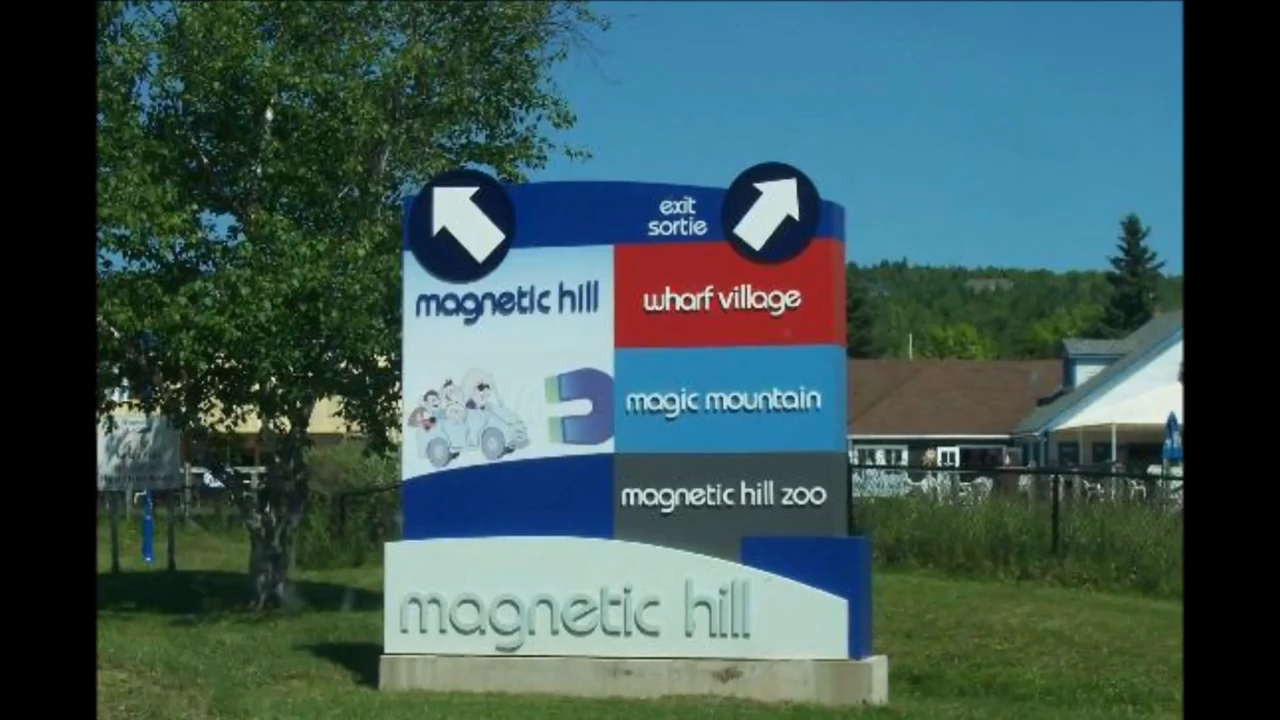 exit
sortie
magnetic hill
wharf village
magic mountain
magnetic hill zoo
magnetic hill